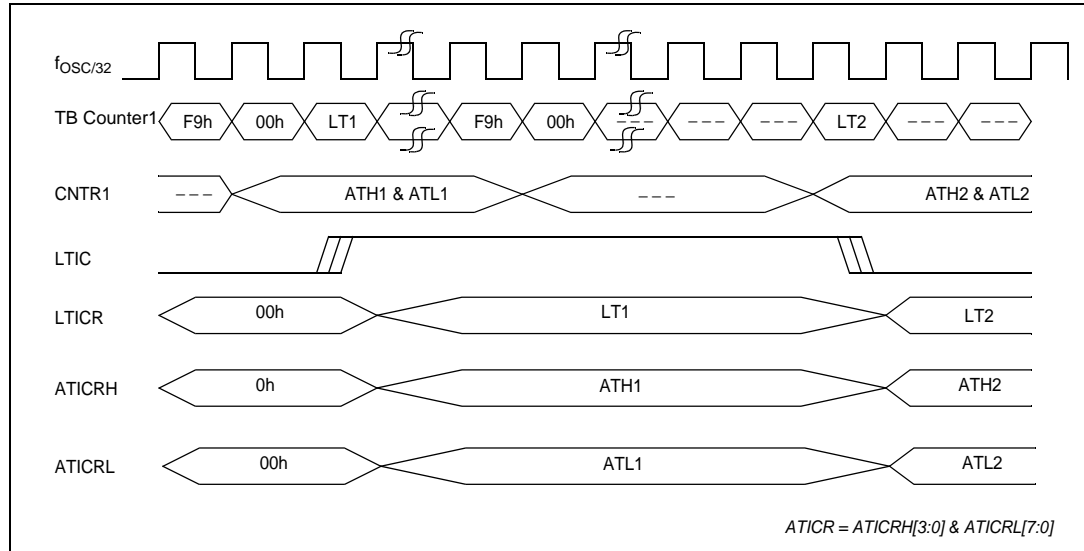 fOSC/32
TB Counter1 F9h 00h LT1 F9h 00h --- --- --- LT2 --- ---
CNTR1 --- ATH1 & ATL1 --- ATH2 & ATL2
LTIC
LTICR 00h LT1 LT2
ATICRH 0h ATH1 ATH2
ATICRL 00h ATL1 ATL2
ATICR = ATICRH[3:0] & ATICRL[7:0]